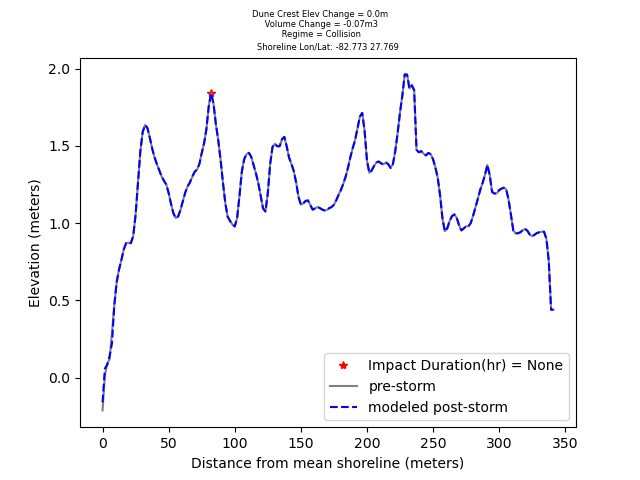 Dune Crest Elev Change = 0.0m
Volume Change = -0.07m3
Regime = Collision
Shoreline Lon/Lat: -82.773 27.769
2.0
1.5
1.0
0.5
0.0
Elevation (meters)
Impact Duration(hr) = None
pre-storm
modeled post-storm
0 50 100 150 200 250 300 350
Distance from mean shoreline (meters)